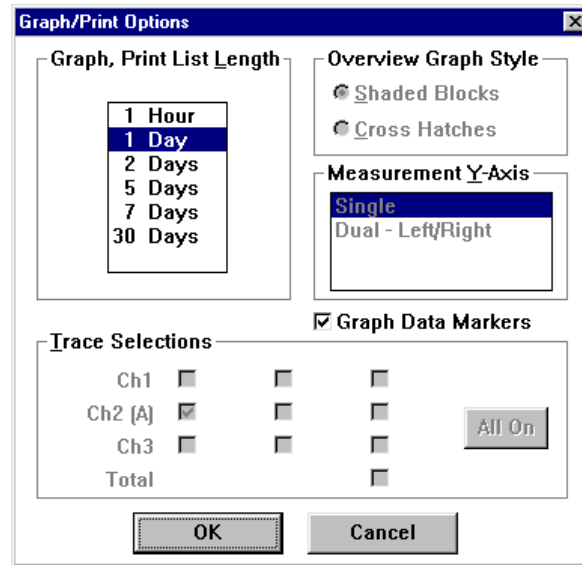 Graph/Print Options
Graph, Print List Length
1 Hour
1 Day
2 Days
5 Days
7 Days
30 Days
Overview Graph Style
Shaded Blocks
Cross Hatches
Measurement Y-Axis
Single
Dual - Left/Right
Graph Data Markers
Trace Selections
Ch1
Ch2 (A)
Ch3
Total
All On
OK
Cancel